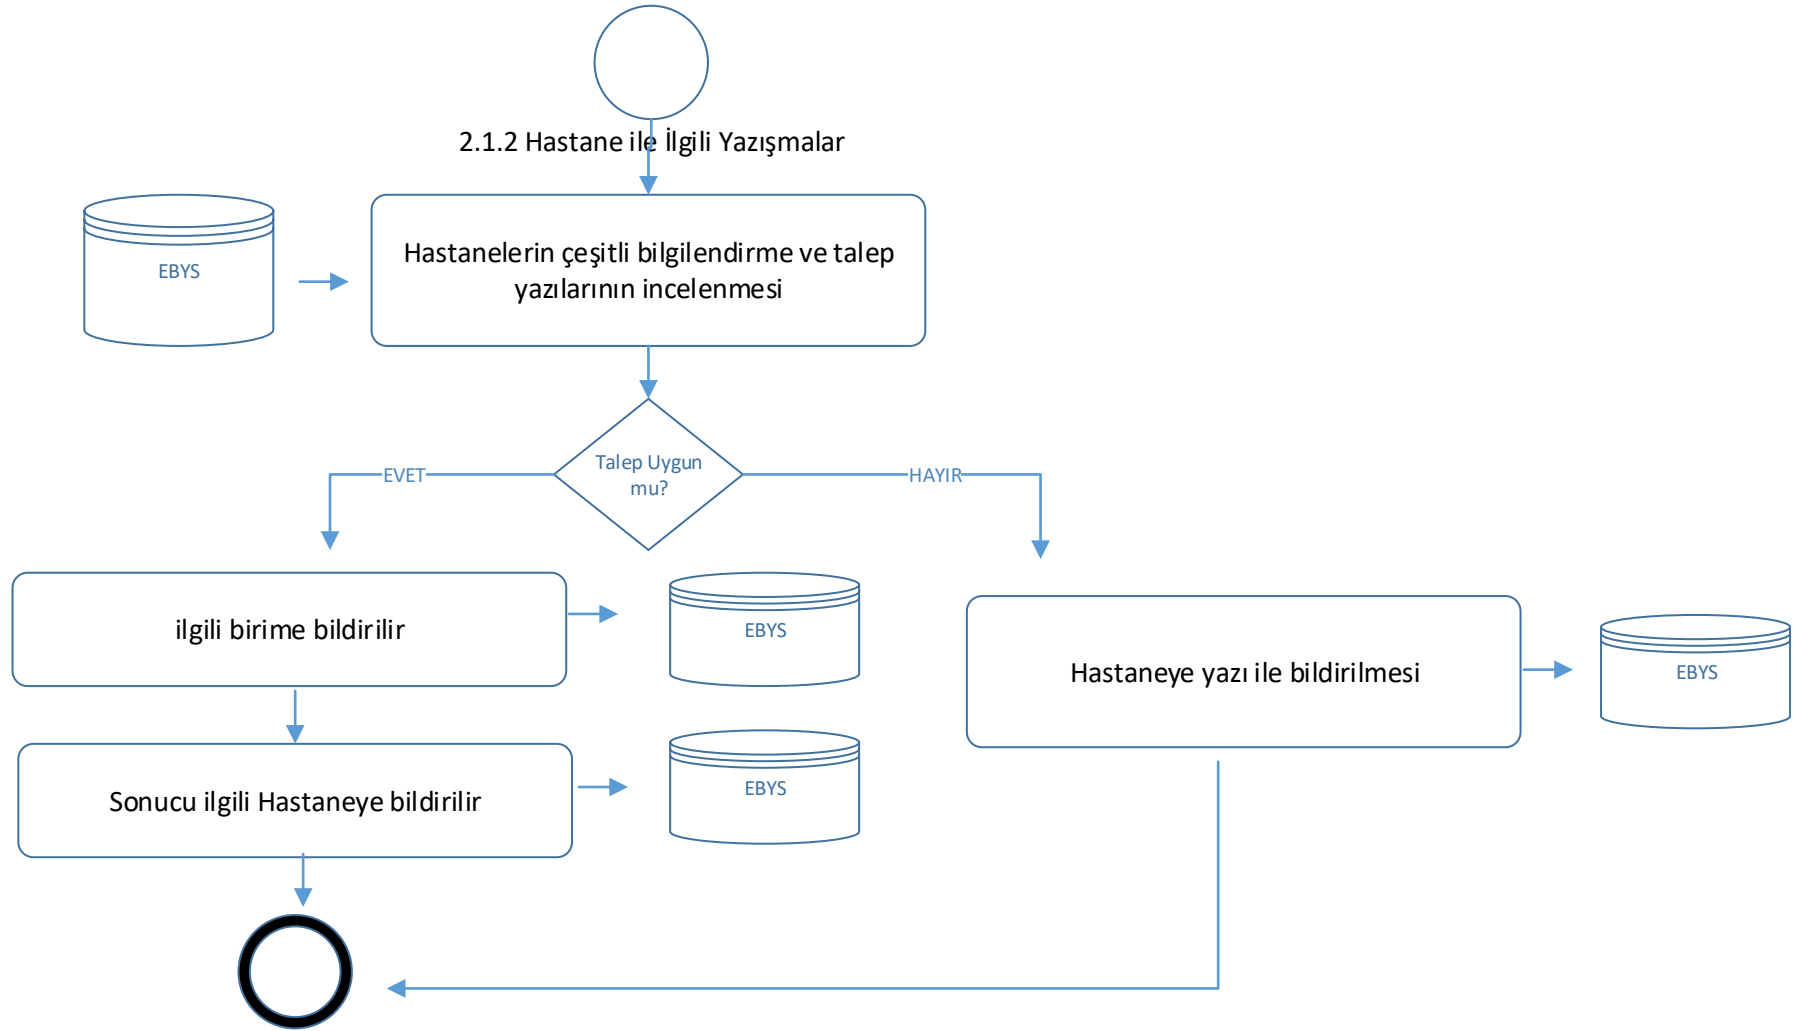 2.1.2 Hastane ile İlgili Yazışmalar
EBYS
Hastanelerin çeşitli bilgilendirme ve talep
yazılarının incelenmesi
Talep Uygun
mu?
EVET
HAYIR
ilgili birime bildirilir
EBYS
Hastaneye yazı ile bildirilmesi
EBYS
Sonucu ilgili Hastaneye bildirilir
EBYS